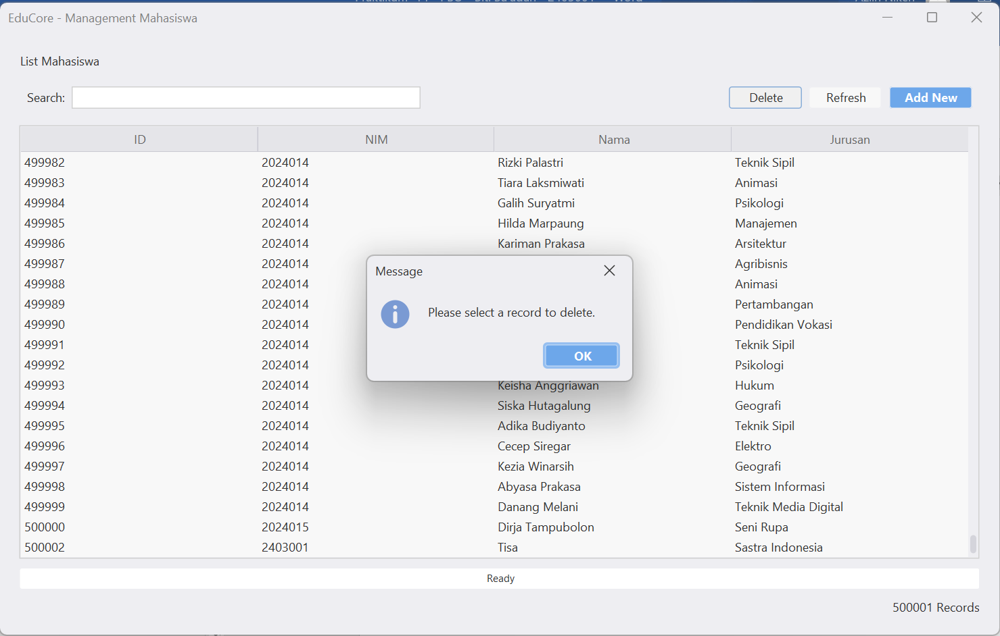 EduCore - Management Mahasiswa
List Mahasiswa
Search: Delete Refresh Add New
ID NIM Nama Jurusan
499982 2024014 Rizki Palastri Teknik Sipil
499983 2024014 Tiara Laksmiwati Animasi
499984 2024014 Galih Suryatmi Psikologi
499985 2024014 Hilda Marpaung Manajemen
499986 2024014 Kariman Prakasa Arsitektur
499987 2024014 Agribisnis
499988 2024014 Animasi
499989 2024014 Pertambangan
499990 2024014 Pendidikan Vokasi
499991 2024014 Teknik Sipil
499992 2024014 Psikologi
499993 2024014 Keisha Anggriawan Hukum
499994 2024014 Siska Hutagalung Geografi
499995 2024014 Adika Budiyanto Teknik Sipil
499996 2024014 Cecep Siregar Elektro
499997 2024014 Kezia Winarsih Geografi
499998 2024014 Abyasa Prakasa Sistem Informasi
499999 2024014 Danang Melani Teknik Media Digital
500000 2024015 Dirja Tampubolon Seni Rupa
500002 2403001 Tisa Sastra Indonesia
Message
Please select a record to delete.
OK
Ready
500001 Records